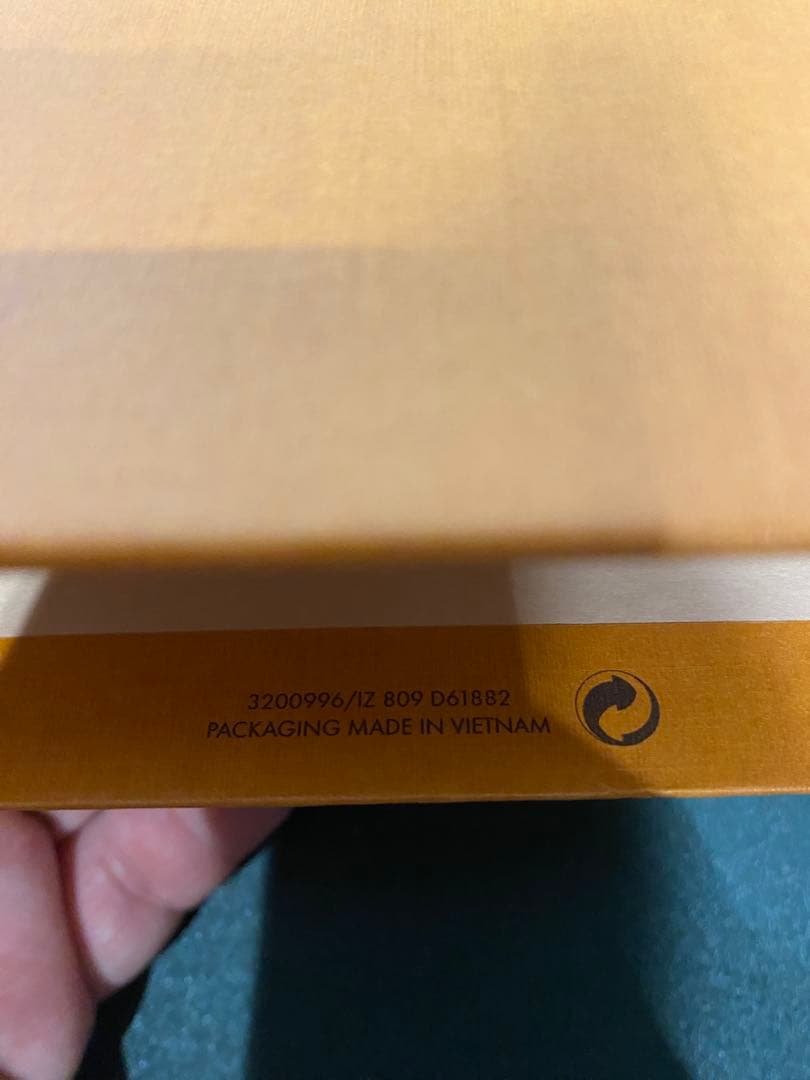 3200996/IZ 809 D61882
PACKAGING MADE IN VIETNAM